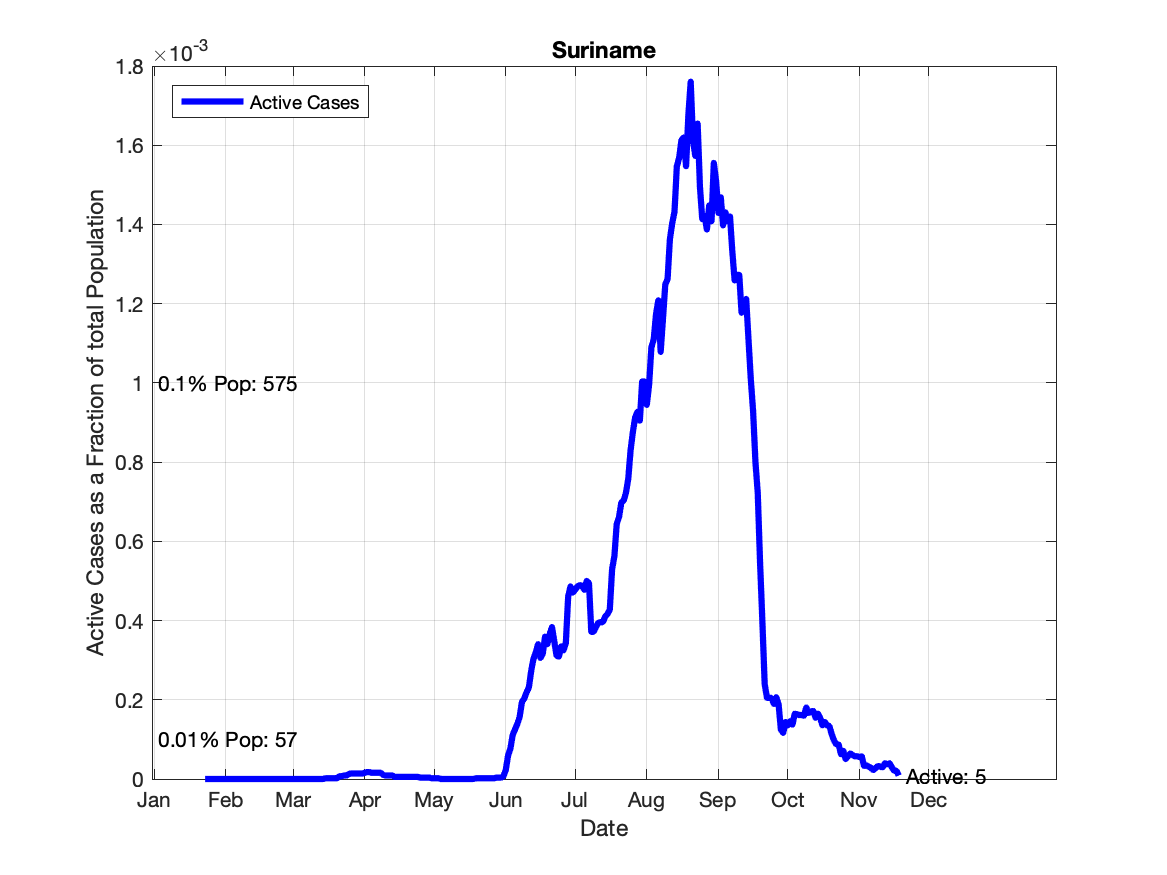 Suriname
×10-3
1.8
1.6
1.4
1.2
1
0.8
0.6
0.4
0.2
0
Active Cases as a Fraction of total Population
Active Cases
0.1% Pop: 575
0.01% Pop: 57
Active: 5
Jan Feb Mar Apr May Jun Jul Aug Sep Oct Nov Dec
Date